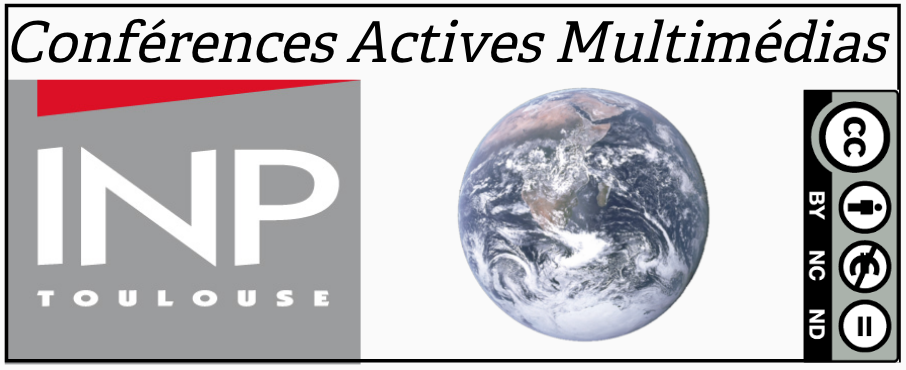 Conférences Actives Multimédias
INP
TOULOUSE
CC
BY NC ND